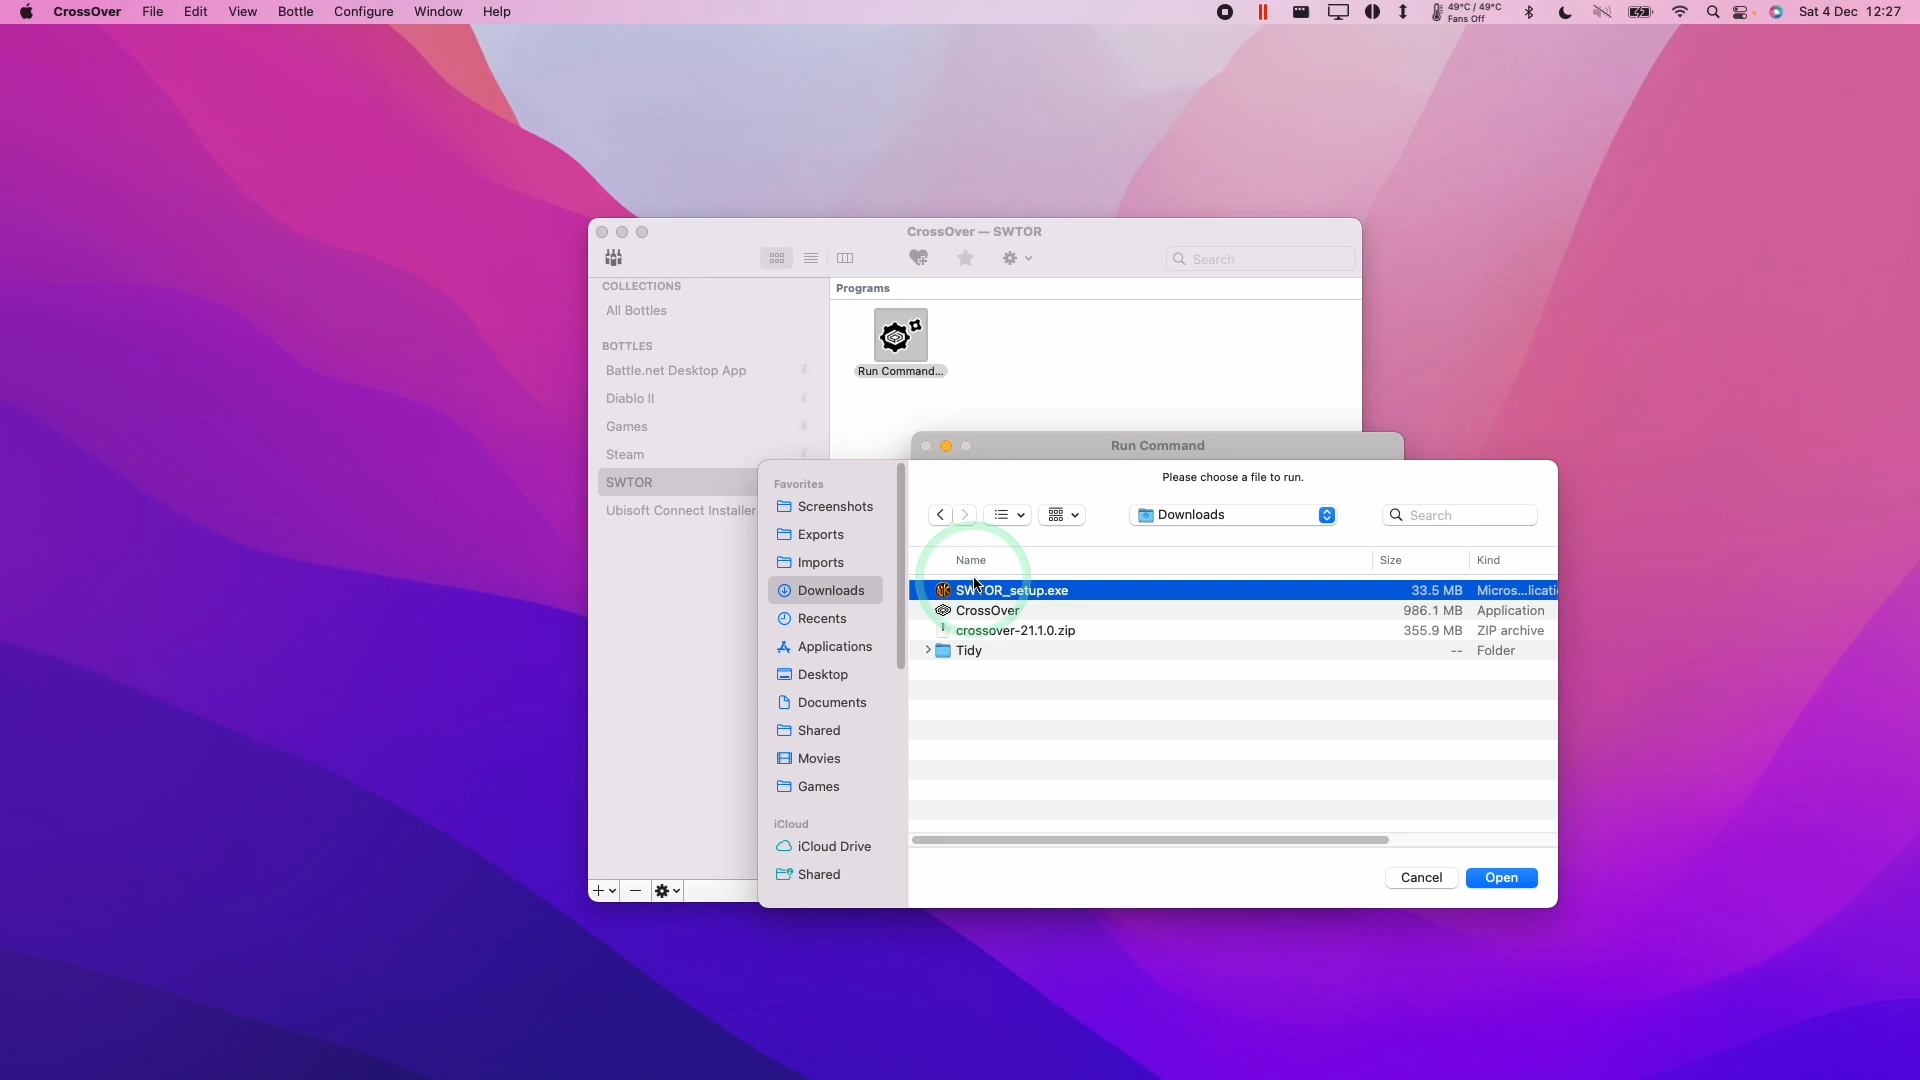 CrossOver File Edit View Bottle Configure Window Help 49°C / 49°C Sat 4 Dec 12:27
Fans Off
CrossOver — SWTOR
Search
COLLECTIONS
All Bottles
BOTTLES
Battle.net Desktop App
Diablo II
Games
Steam
SWTOR
Ubisoft Connect Installer
Programs
Run Command...
Run Command
Please choose a file to run.
Favorites
Screenshots
Exports
Imports
Downloads
Recents
Applications
Desktop
Documents
Shared
Movies
Games
iCloud
iCloud Drive
Shared
Downloads
Search
Name Size Kind
SWTOR_setup.exe 33.5 MB Micros...licati
CrossOver 986.1 MB Application
crossover-21.1.0.zip 355.9 MB ZIP archive
Tidy -- Folder
Cancel Open